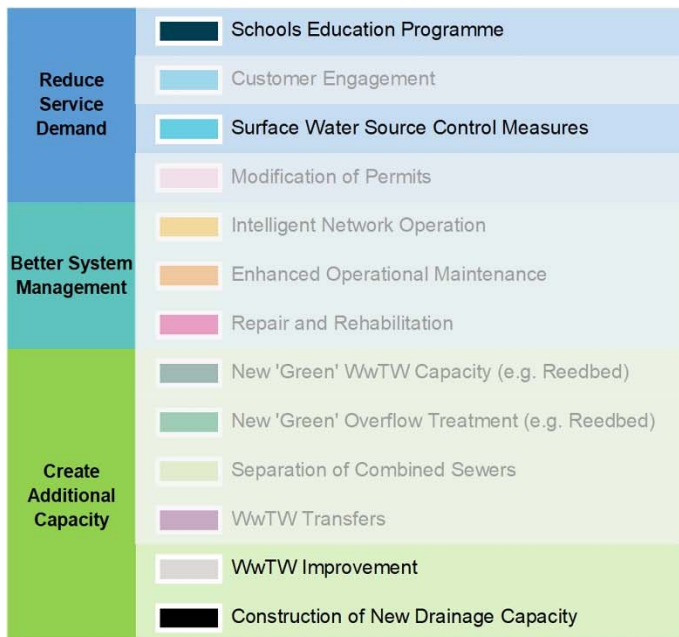 Reduce
Service
Demand
Schools Education Programme
Customer Engagement
Surface Water Source Control Measures
Modification of Permits
Better System
Management
Intelligent Network Operation
Enhanced Operational Maintenance
Repair and Rehabilitation
Create
Additional
Capacity
New 'Green' WwTW Capacity (e.g. Reedbed)
New 'Green' Overflow Treatment (e.g. Reedbed)
Separation of Combined Sewers
WwTW Transfers
WwTW Improvement
Construction of New Drainage Capacity